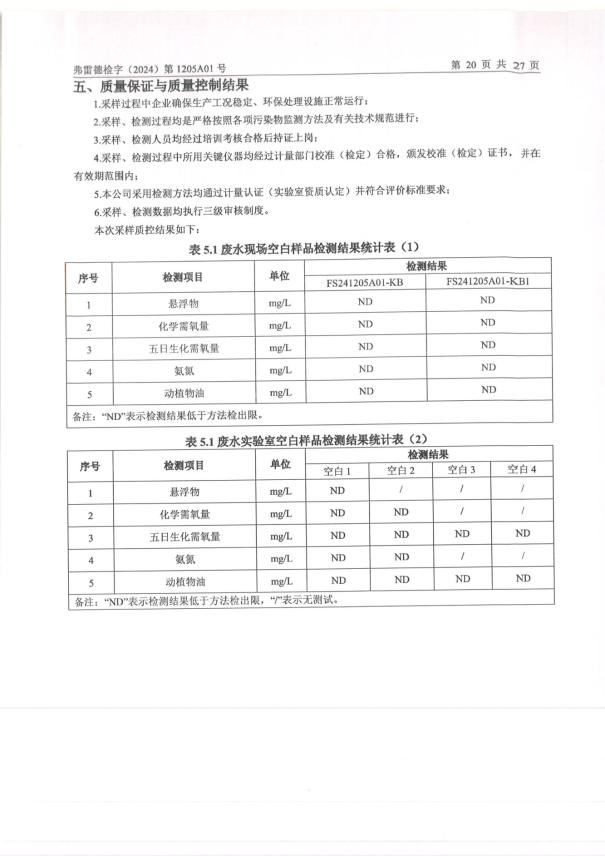 弗雷德检字（2024）第 1205A01 号 第 20 页 共 27 页
五、质量保证与质量控制结果
1.采样过程中企业确保生产工况稳定、环保处理设施正常运行；
2.采样、检测过程均是严格按照各项污染物监测方法及有关技术规范进行；
3.采样、检测人员均经过培训考核合格后持证上岗；
4.采样、检测过程中所用关键仪器均经过计量部门校准（检定）合格，颁发校准（检定）证书，并在
有效期范围内；
5.本公司采用检测方法均通过计量认证（实验室资质认定）并符合评价标准要求；
6.采样、检测数据均执行三级审核制度。
本次采样质控结果如下：
表 5.1 废水现场空白样品检测结果统计表（1）
序号 检测项目 单位 检测结果
FS241205A01-KB FS241205A01-KB1
1 悬浮物 mg/L ND ND
2 化学需氧量 mg/L ND ND
3 五日生化需氧量 mg/L ND ND
4 氨氮 mg/L ND ND
5 动植物油 mg/L ND ND
备注：“ND”表示检测结果低于方法检出限。
表 5.1 废水实验室空白样品检测结果统计表（2）
序号 检测项目 单位 检测结果
空白 1 空白 2 空白 3 空白 4
1 悬浮物 mg/L ND / / /
2 化学需氧量 mg/L ND ND / /
3 五日生化需氧量 mg/L ND ND ND ND
4 氨氮 mg/L ND ND / /
5 动植物油 mg/L ND ND ND ND
备注：“ND”表示检测结果低于方法检出限，“/”表示无测试。